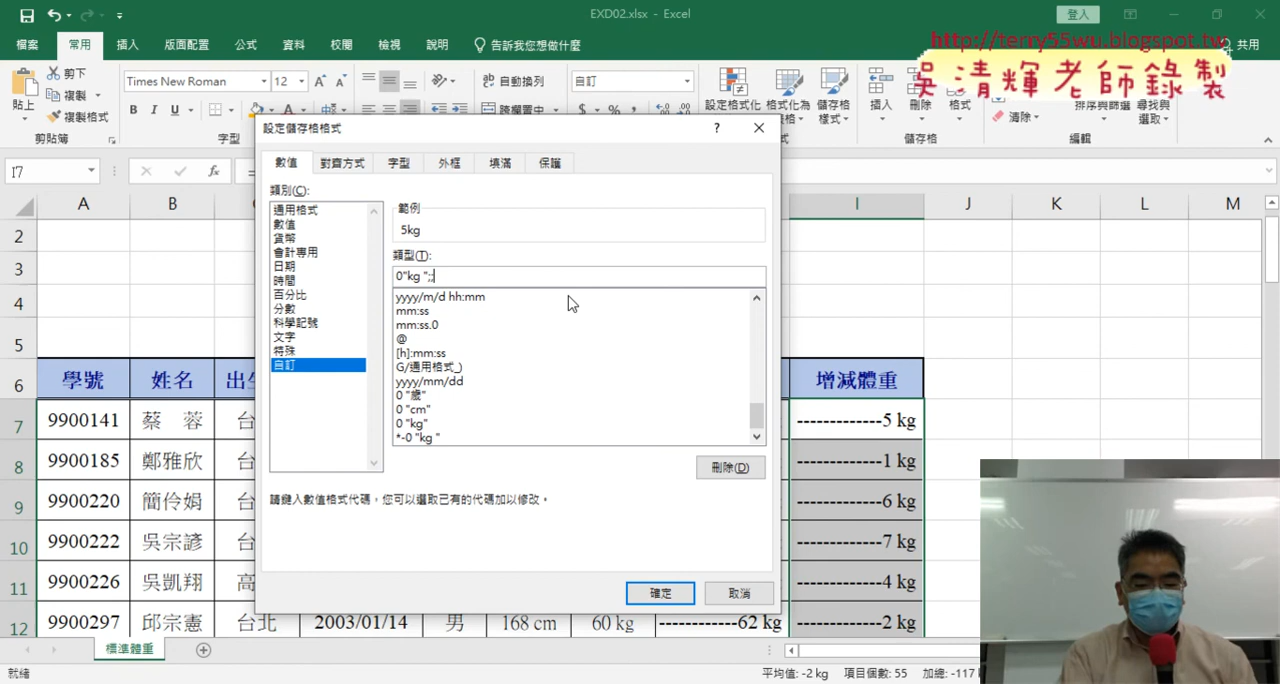 EXD02.xlsx - Excel
登入
檔案 常用 插入 版面配置 公式 資料 校閱 檢視 說明 告訴我您想做什麼 共用
http://terry55wu.blogspot.tw
吳清輝老師錄製
貼上 剪下 複製 複製格式 剪貼簿
Times New Roman 12 B I U 字型
自動換列 跨欄置中
自訂 $ %
設定格式化 格式化為 儲存格樣式
插入 刪除 格式 儲存格
清除 排序與篩選 尋找與選取 編輯
I7 fx =
設定儲存格格式 ?
數值 對齊方式 字型 外框 填滿 保護
類別(C):
通用格式
數值
貨幣
會計專用
日期
時間
百分比
分數
科學記號
文字
特殊
自訂
範例
5kg
類型(T):
0"kg ";;
yyyy/m/d hh:mm
mm:ss
mm:ss.0
@
[h]:mm:ss
G/通用格式_)
yyyy/mm/dd
0 "歲"
0 "cm"
0 "kg"
*-0 "kg "
刪除(D)
請鍵入數值格式代碼，您可以選取已有的代碼加以修改。
確定 取消
A B I J K L M
2
3
4
5
6 學號 姓名 出生 增減體重
7 9900141 蔡 蓉 台 -------------5 kg
8 9900185 鄭雅欣 台 -------------1 kg
9 9900220 簡伶娟 台 -------------6 kg
10 9900222 吳宗諺 台 -------------7 kg
11 9900226 吳凱翔 高 -------------4 kg
12 9900297 邱宗憲 台北 2003/01/14 男 168 cm 60 kg ------------62 kg -------------2 kg
標準體重
就緒 平均值: -2 kg 項目個數: 55 加總: -117 k